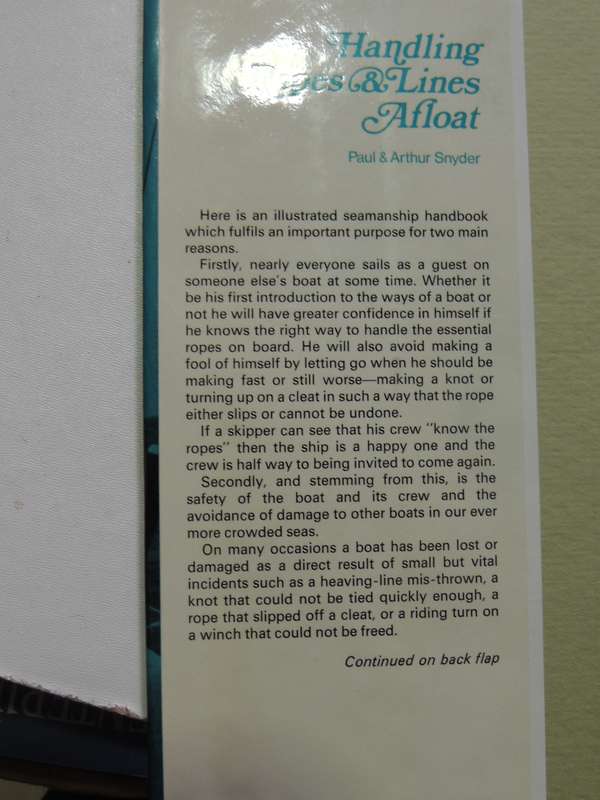 Handling
& Lines
Afloat
Paul & Arthur Snyder
Here is an illustrated seamanship handbook
which fulfils an important purpose for two main
reasons.
Firstly, nearly everyone sails as a guest on
someone else's boat at some time. Whether it
be his first introduction to the ways of a boat or
not he will have greater confidence in himself if
he knows the right way to handle the essential
ropes on board. He will also avoid making a
fool of himself by letting go when he should be
making fast or still worse—making a knot or
turning up on a cleat in such a way that the rope
either slips or cannot be undone.
If a skipper can see that his crew "know the
ropes" then the ship is a happy one and the
crew is half way to being invited to come again.
Secondly, and stemming from this, is the
safety of the boat and its crew and the
avoidance of damage to other boats in our ever
more crowded seas.
On many occasions a boat has been lost or
damaged as a direct result of small but vital
incidents such as a heaving-line mis-thrown, a
knot that could not be tied quickly enough, a
rope that slipped off a cleat, or a riding turn on
a winch that could not be freed.
Continued on back flap